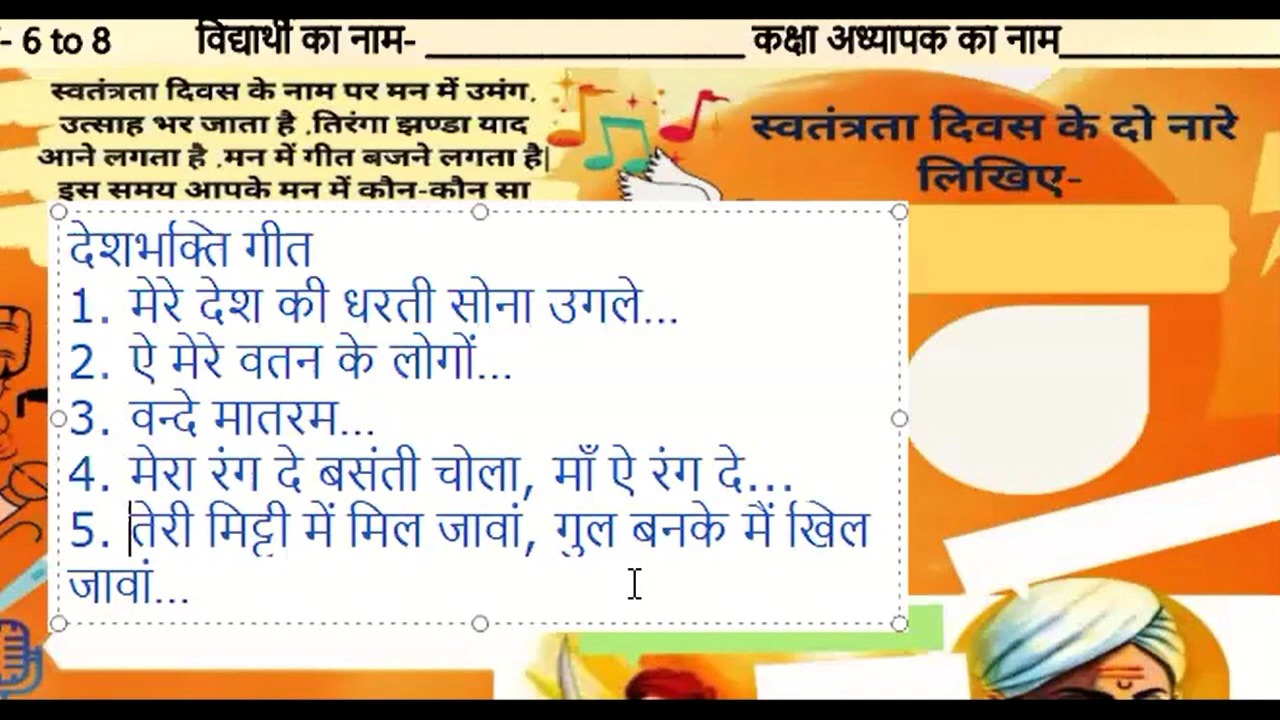 - 6 to 8 विद्यार्थी का नाम- _________________ कक्षा अध्यापक का नाम____________
स्वतंत्रता दिवस के नाम पर मन में उमंग,
उत्साह भर जाता है ,तिरंगा झण्डा याद
आने लगता है ,मन में गीत बजने लगता है|
इस समय आपके मन में कौन-कौन सा
स्वतंत्रता दिवस के दो नारे
लिखिए-
देशभक्ति गीत
1. मेरे देश की धरती सोना उगले...
2. ऐ मेरे वतन के लोगों...
3. वन्दे मातरम...
4. मेरा रंग दे बसंती चोला, माँ ऐ रंग दे...
5. तेरी मिट्टी में मिल जावां, गुल बनके मैं खिल
जावां...